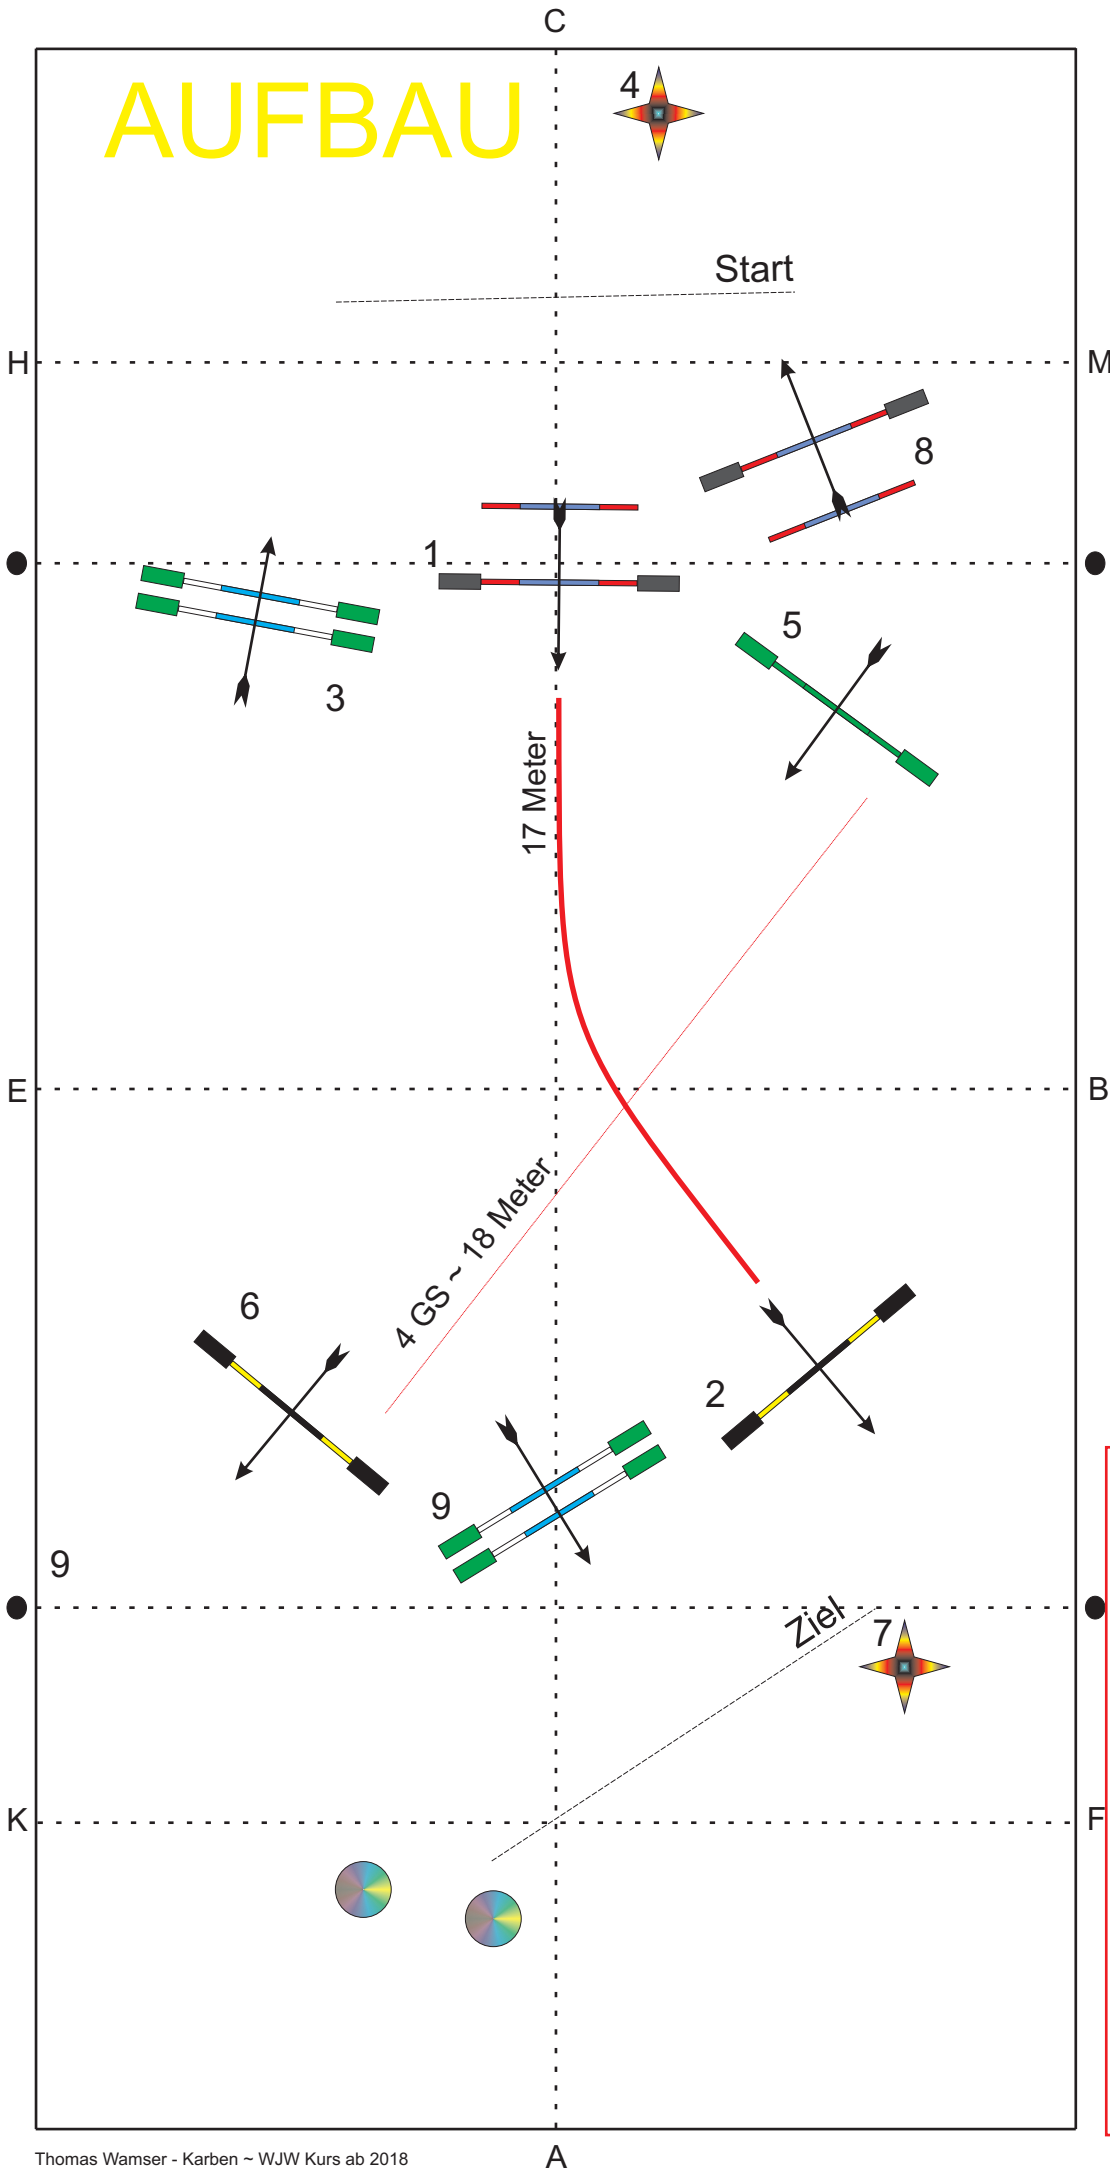 C
AUFBAU
4
Start
H
M
8
1
3
5
17 Meter
E
B
4 GS ~ 18 Meter
6
2
9
9
Ziel
7
K
F
Thomas Wamser - Karben ~ WJW Kurs ab 2018
A